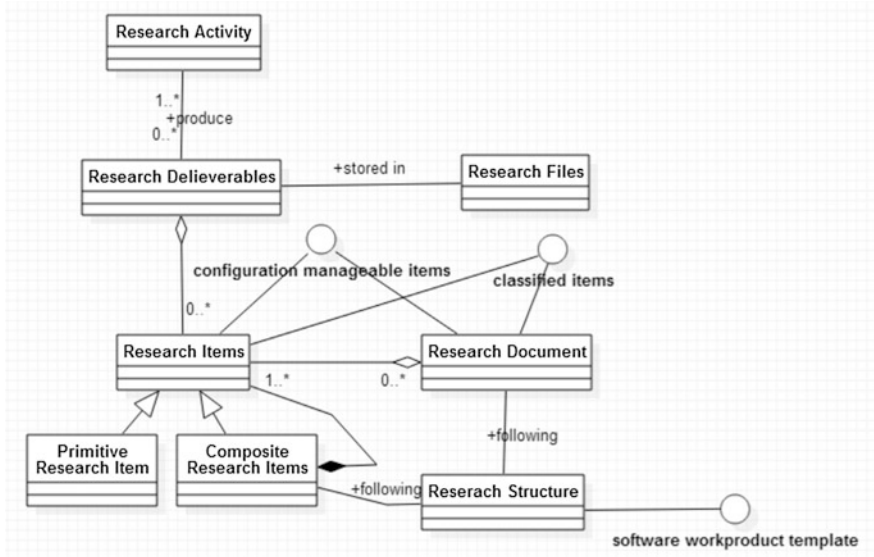 Research Activity
1..*
+produce
0..*
Research Delieverables
+stored in
Research Files
configuration manageable items
classified items
0..*
Research Items
Research Document
1..*
0..*
Primitive
Research Item
Composite
Research Items
+following
+following
Reserach Structure
software workproduct template